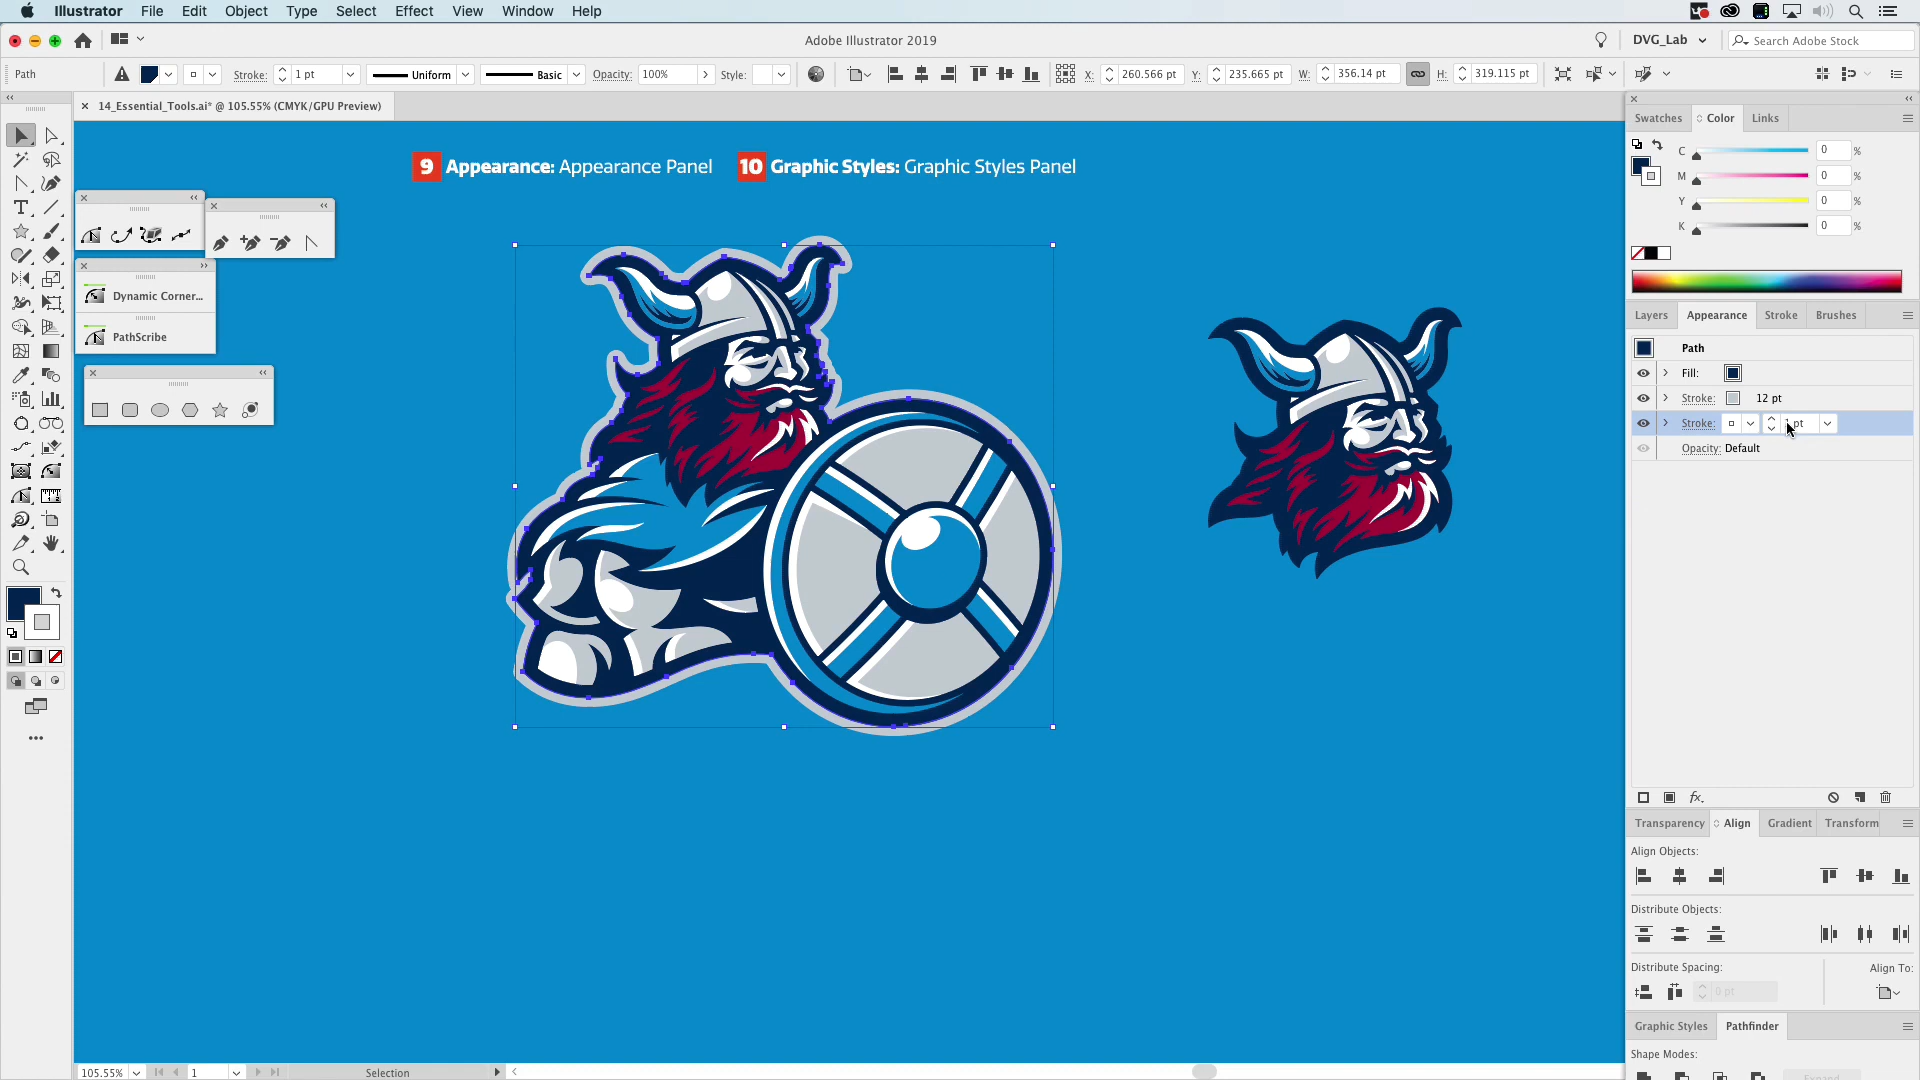 Illustrator File Edit Object Type Select Effect View Window Help
Adobe Illustrator 2019
DVG_Lab
Search Adobe Stock
Path
Stroke: 1 pt
Uniform
Basic
Opacity: 100%
Style:
X: 260.566 pt
Y: 235.665 pt
W: 356.14 pt
H: 319.115 pt
14_Essential_Tools.ai* @ 105.55% (CMYK/GPU Preview)
9 Appearance: Appearance Panel
10 Graphic Styles: Graphic Styles Panel
Dynamic Corner...
PathScribe
Swatches Color Links
C 0 %
M 0 %
Y 0 %
K 0 %
Layers Appearance Stroke Brushes
Path
Fill:
Stroke: 12 pt
Stroke: pt
Opacity: Default
fx.
Transparency Align Gradient Transform
Align Objects:
Distribute Objects:
Distribute Spacing:
Align To:
0 pt
Graphic Styles Pathfinder
Shape Modes:
Expand
105.55%
1
Selection